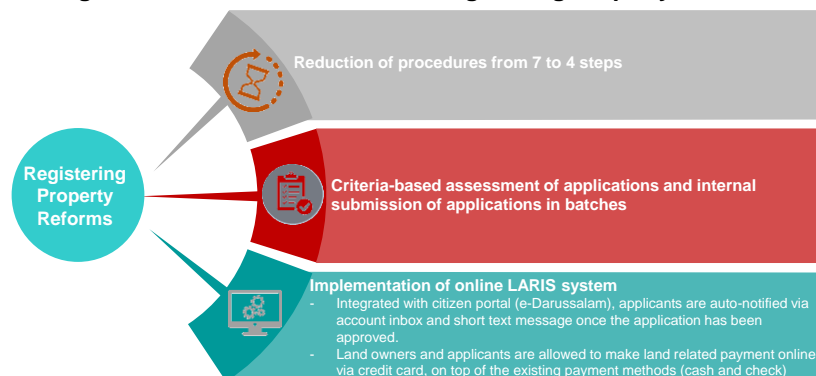 Registering
Property
Reforms
Reduction of procedures from 7 to 4 steps
Criteria-based assessment of applications and internal
submission of applications in batches
Implementation of online LARIS system
- Integrated with citizen portal (e-Darussalam), applicants are auto-notified via
account inbox and short text message once the application has been
approved.
- Land owners and applicants are allowed to make land related payment online
via credit card, on top of the existing payment methods (cash and check)